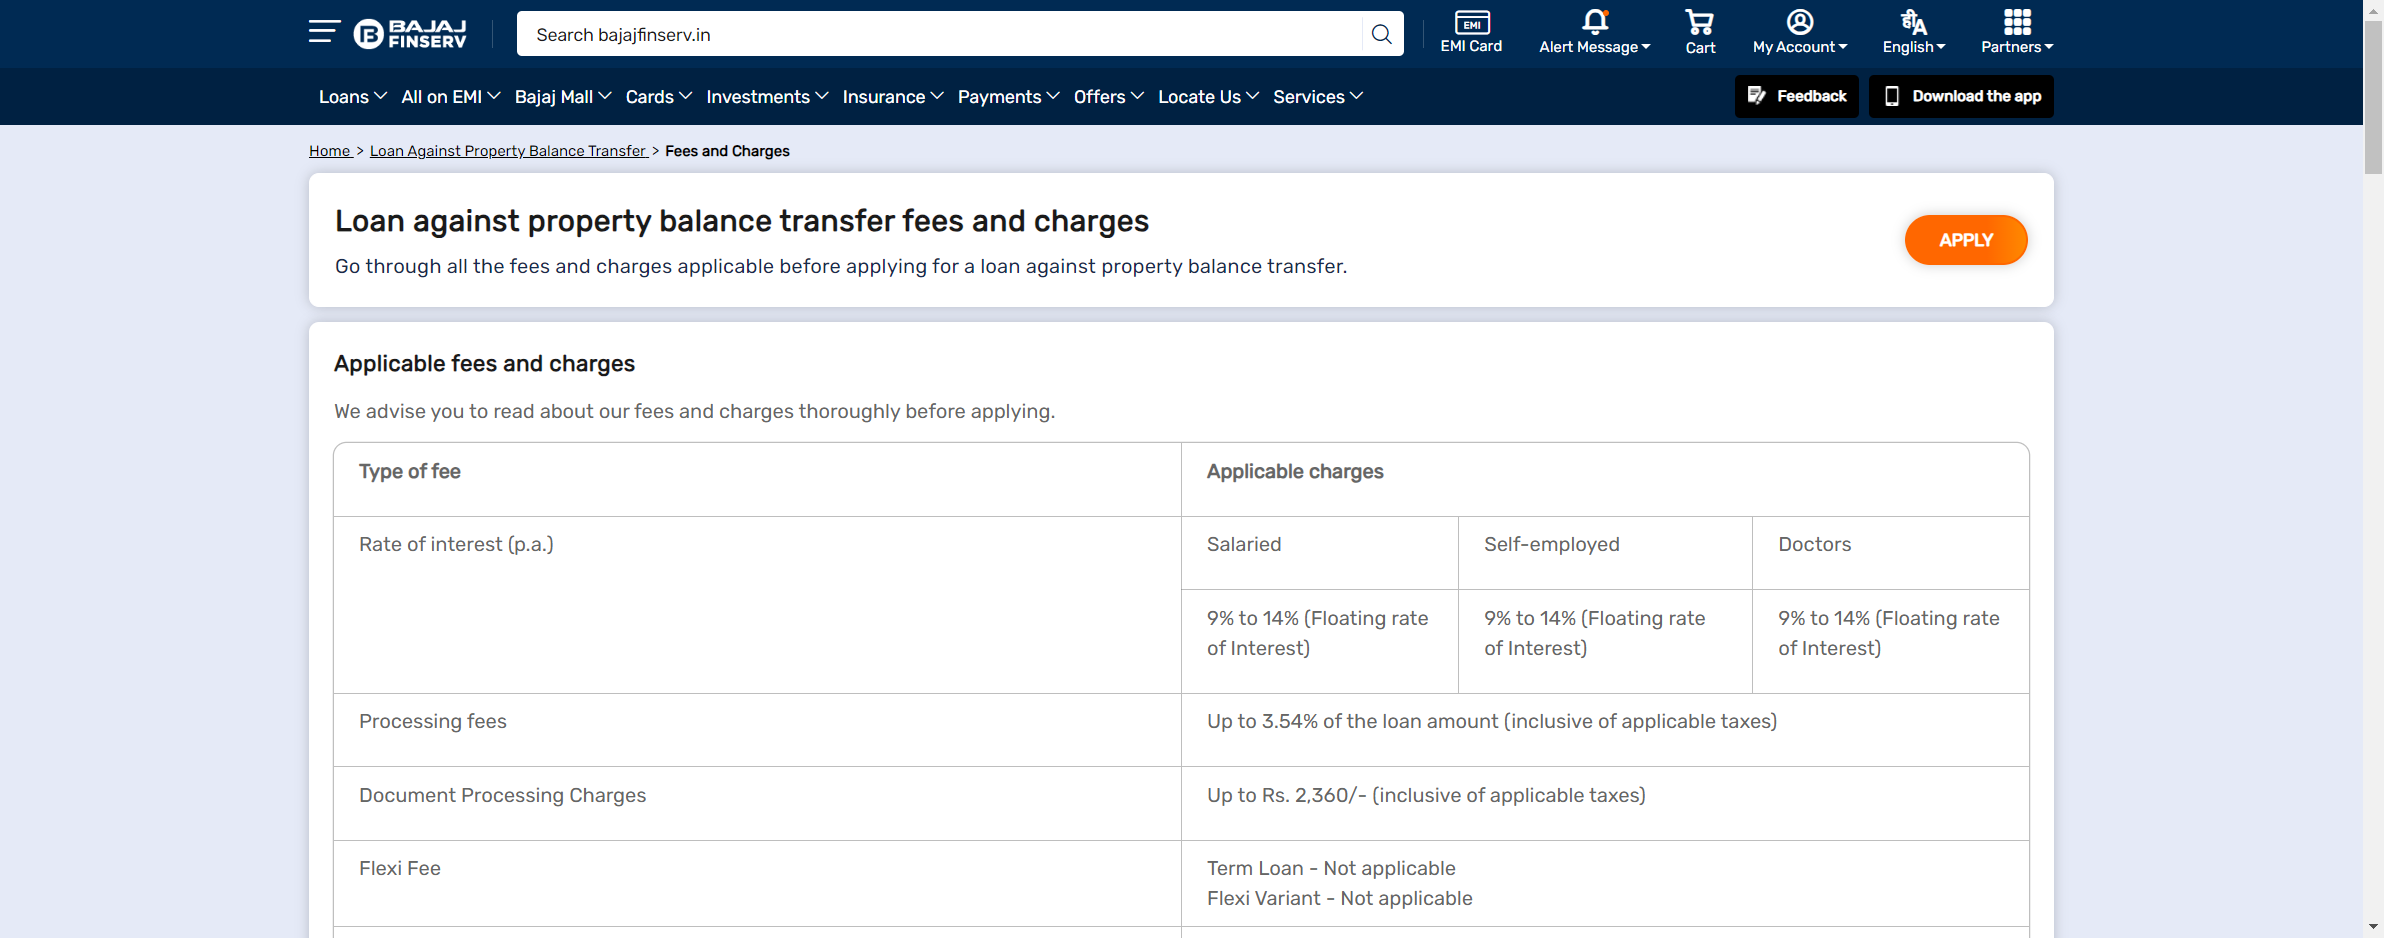 BAJAJ
FINSERV
Search bajajfinserv.in
EMI
EMI Card
Alert Message
Cart
My Account
हीA
English
Partners
Loans
All on EMI
Bajaj Mall
Cards
Investments
Insurance
Payments
Offers
Locate Us
Services
Feedback
Download the app
Home > Loan Against Property Balance Transfer > Fees and Charges
Loan against property balance transfer fees and charges
Go through all the fees and charges applicable before applying for a loan against property balance transfer.
APPLY
Applicable fees and charges
We advise you to read about our fees and charges thoroughly before applying.
Type of fee
Applicable charges
Rate of interest (p.a.)
Salaried
Self-employed
Doctors
9% to 14% (Floating rate
of Interest)
9% to 14% (Floating rate
of Interest)
9% to 14% (Floating rate
of Interest)
Processing fees
Up to 3.54% of the loan amount (inclusive of applicable taxes)
Document Processing Charges
Up to Rs. 2,360/- (inclusive of applicable taxes)
Flexi Fee
Term Loan - Not applicable
Flexi Variant - Not applicable